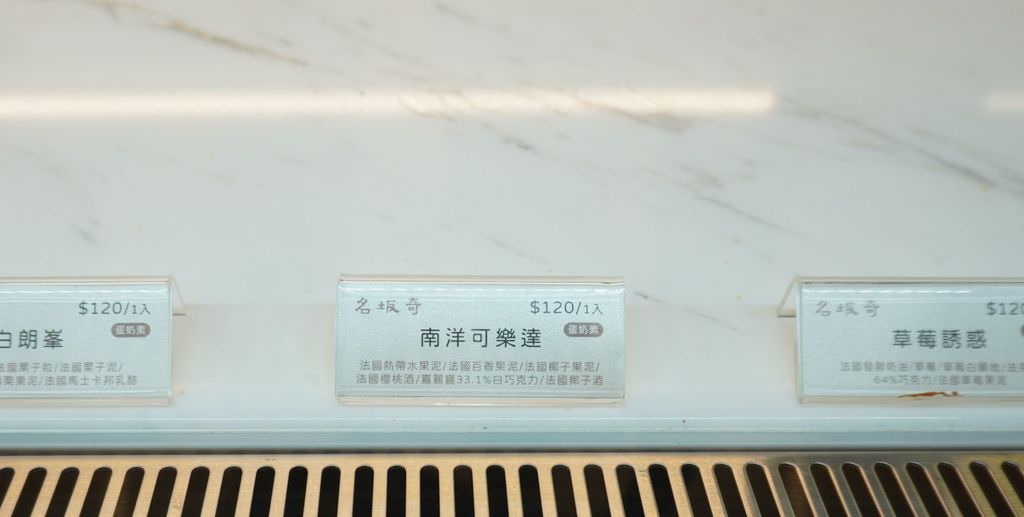 $120/1入
白朗峯
蛋奶素
法國栗子粒/法國栗子泥/
栗果泥/法國馬士卡邦乳酪
名坂奇
$120/1入
南洋可樂達
蛋奶素
法國熱帶水果泥/法國百香果泥/法國椰子果泥/
法國櫻桃酒/嘉麗寶33.1%白巧克力/法國椰子酒
名坂奇
$120
草莓誘惑
法國發酵奶油/草莓/草莓白蘭地/法
64%巧克力/法國草莓果泥